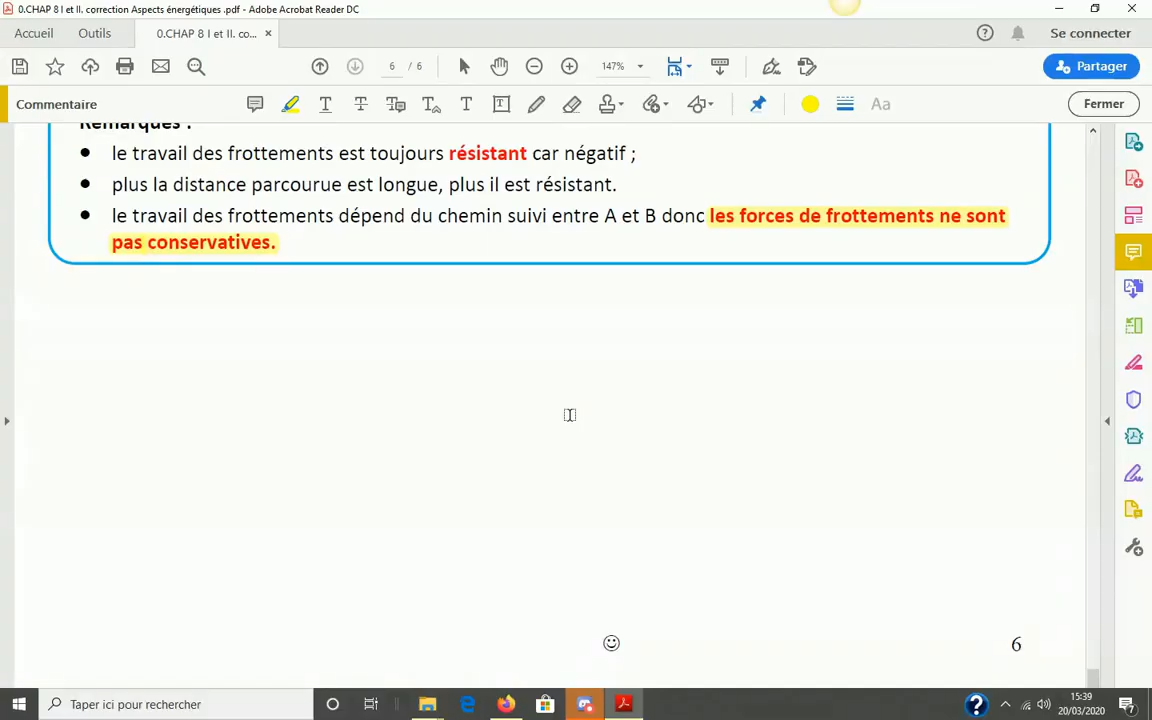 0.CHAP 8 I et II. correction Aspects énergétiques .pdf - Adobe Acrobat Reader DC
Accueil Outils 0.CHAP 8 I et II. co... Se connecter
6 / 6 147% Partager
Commentaire Fermer
Remarques :
• le travail des frottements est toujours résistant car négatif ;
• plus la distance parcourue est longue, plus il est résistant.
• le travail des frottements dépend du chemin suivi entre A et B donc les forces de frottements ne sont
pas conservatives.
6
Taper ici pour rechercher
15:39
20/03/2020
7